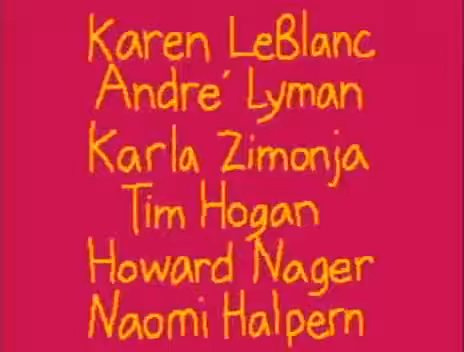 Karen LeBlanc
André Lyman
Karla Zimonja
Tim Hogan
Howard Nager
Naomi Halpern